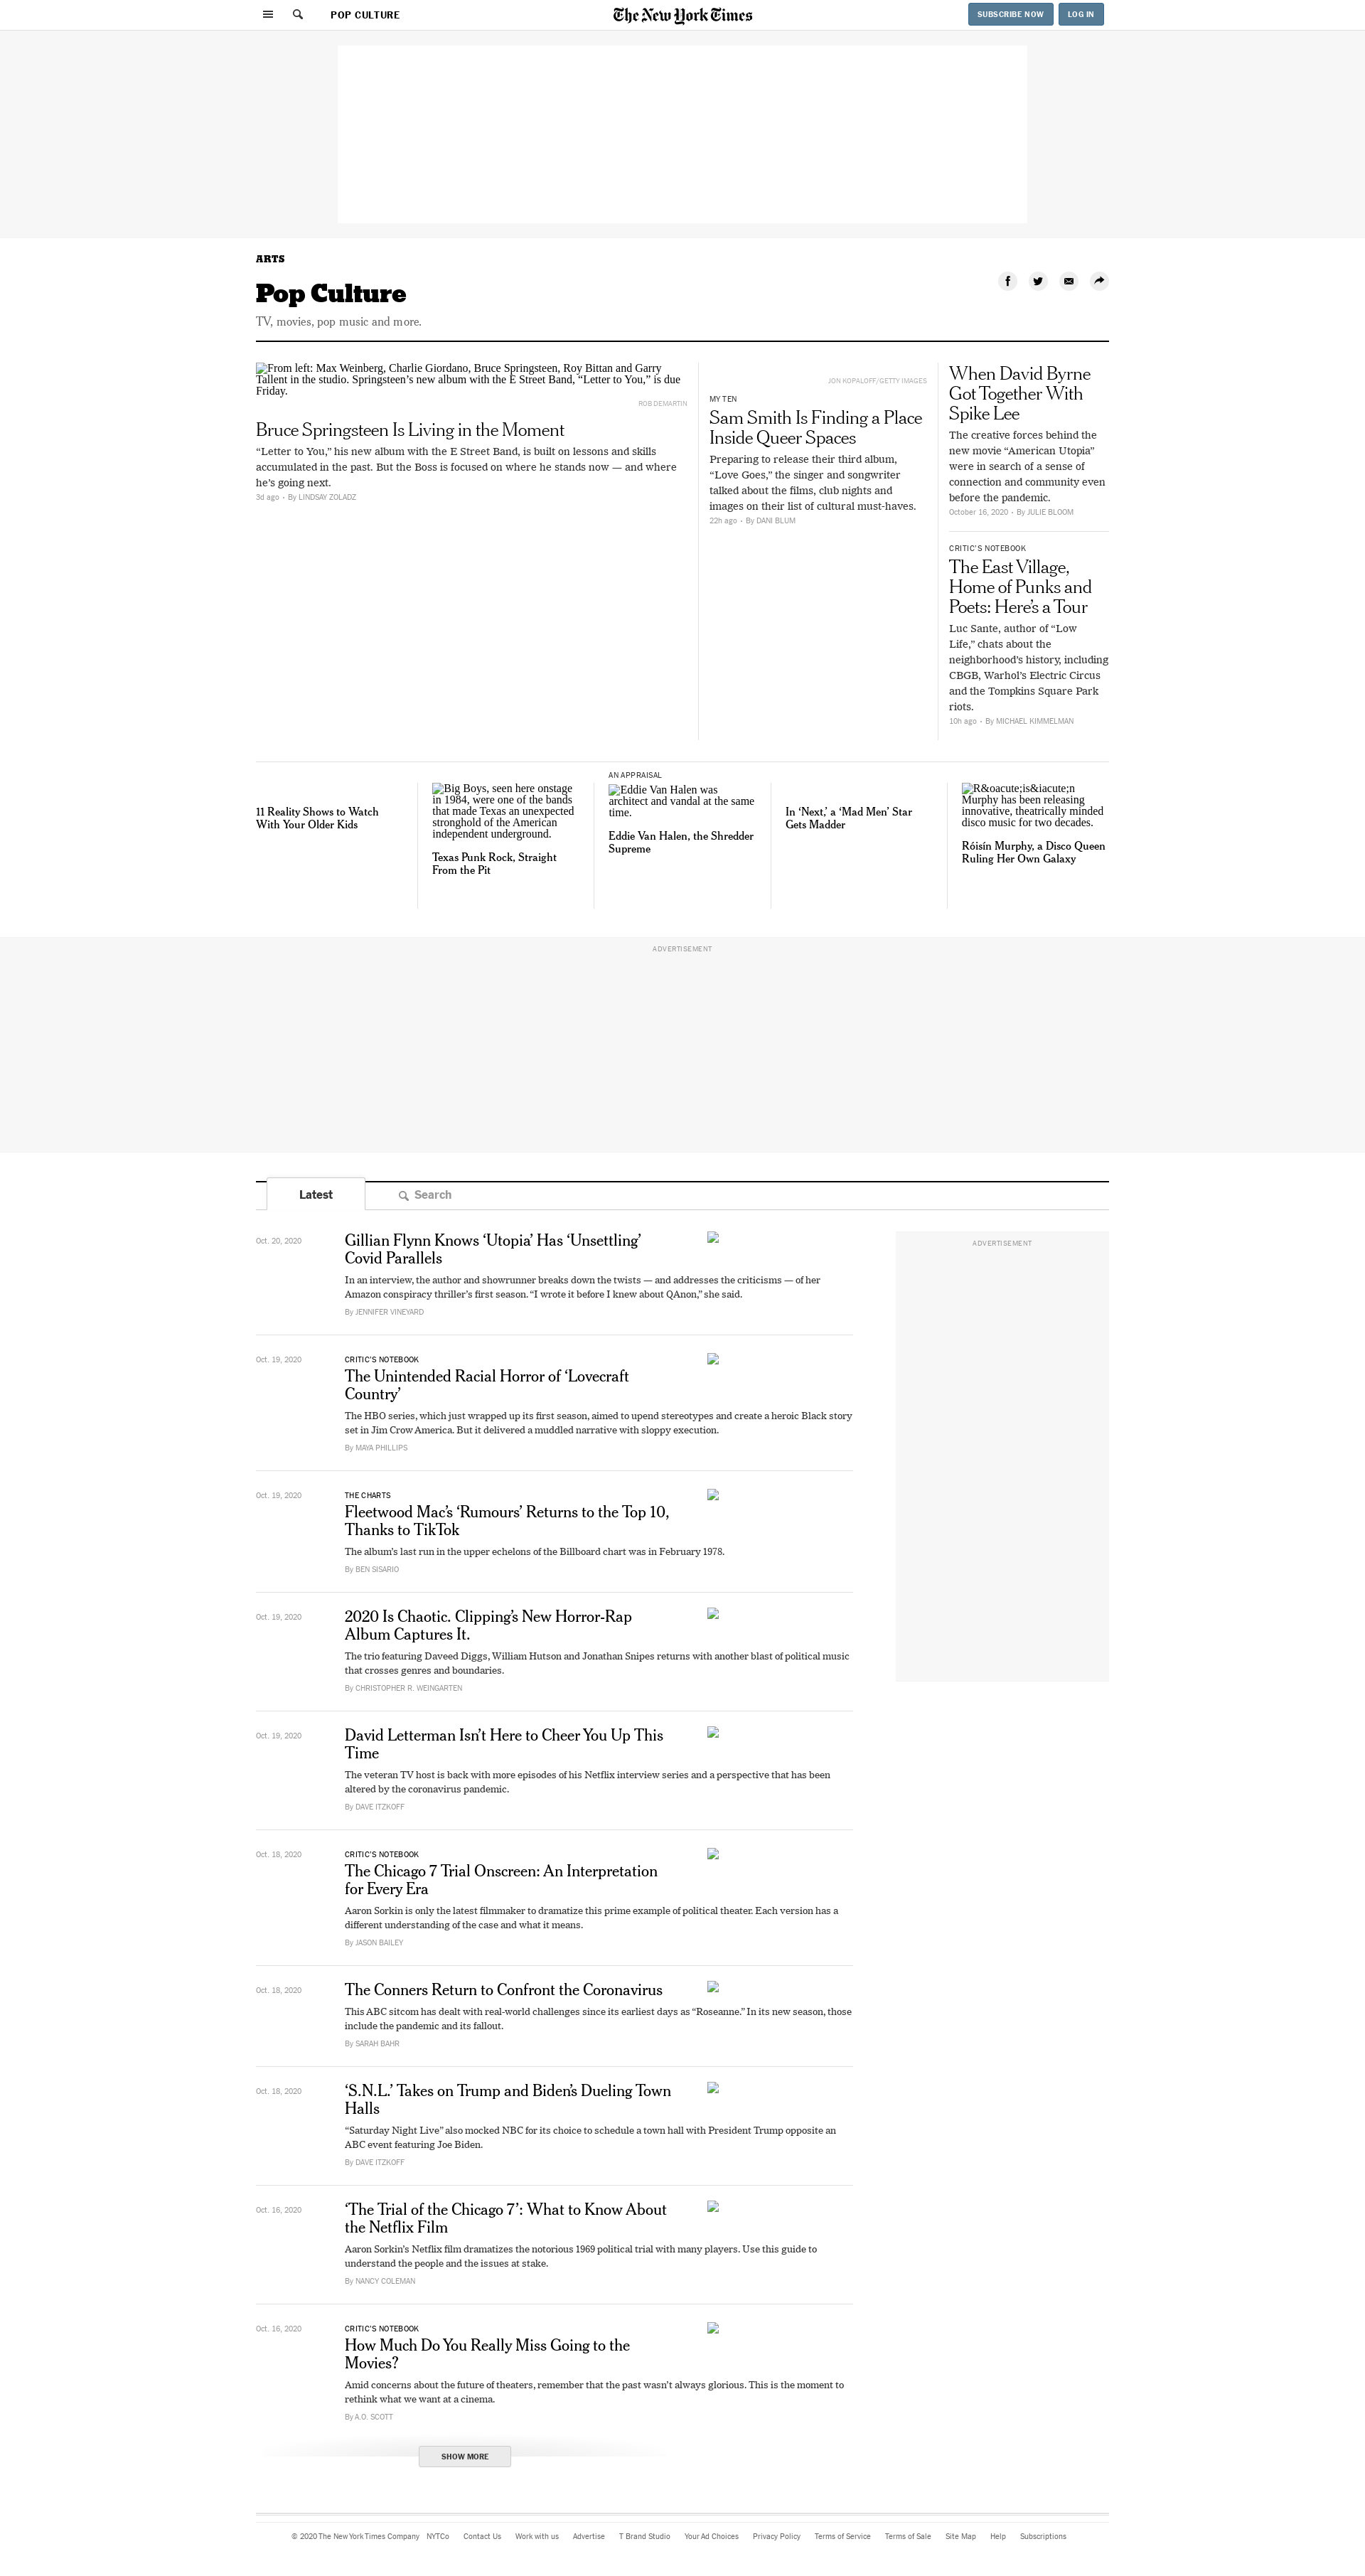 POP CULTURE
The New York Times
SUBSCRIBE NOW
LOG IN
ARTS
Pop Culture
TV, movies, pop music and more.
From left: Max Weinberg, Charlie Giordano, Bruce Springsteen, Roy Bittan and Garry
Tallent in the studio. Springsteen’s new album with the E Street Band, “Letter to You,” is due
Friday.
ROB DEMARTIN
Bruce Springsteen Is Living in the Moment
“Letter to You,” his new album with the E Street Band, is built on lessons and skills
accumulated in the past. But the Boss is focused on where he stands now — and where
he’s going next.
3d ago • By LINDSAY ZOLADZ
JON KOPALOFF/GETTY IMAGES
MY TEN
Sam Smith Is Finding a Place
Inside Queer Spaces
Preparing to release their third album,
“Love Goes,” the singer and songwriter
talked about the films, club nights and
images on their list of cultural must-haves.
22h ago • By DANI BLUM
When David Byrne
Got Together With
Spike Lee
The creative forces behind the
new movie “American Utopia”
were in search of a sense of
connection and community even
before the pandemic.
October 16, 2020 • By JULIE BLOOM
CRITIC’S NOTEBOOK
The East Village,
Home of Punks and
Poets: Here’s a Tour
Luc Sante, author of “Low
Life,” chats about the
neighborhood’s history, including
CBGB, Warhol’s Electric Circus
and the Tompkins Square Park
riots.
10h ago • By MICHAEL KIMMELMAN
11 Reality Shows to Watch
With Your Older Kids
Big Boys, seen here onstage
in 1984, were one of the bands
that made Texas an unexpected
stronghold of the American
independent underground.
Texas Punk Rock, Straight
From the Pit
AN APPRAISAL
Eddie Van Halen was
architect and vandal at the same
time.
Eddie Van Halen, the Shredder
Supreme
In ‘Next,’ a ‘Mad Men’ Star
Gets Madder
R&oacute;is&iacute;n
Murphy has been releasing
innovative, theatrically minded
disco music for two decades.
Róisín Murphy, a Disco Queen
Ruling Her Own Galaxy
ADVERTISEMENT
Latest
Search
ADVERTISEMENT
Oct. 20, 2020
Gillian Flynn Knows ‘Utopia’ Has ‘Unsettling’
Covid Parallels
In an interview, the author and showrunner breaks down the twists — and addresses the criticisms — of her
Amazon conspiracy thriller’s first season. “I wrote it before I knew about QAnon,” she said.
By JENNIFER VINEYARD
Oct. 19, 2020
CRITIC’S NOTEBOOK
The Unintended Racial Horror of ‘Lovecraft
Country’
The HBO series, which just wrapped up its first season, aimed to upend stereotypes and create a heroic Black story
set in Jim Crow America. But it delivered a muddled narrative with sloppy execution.
By MAYA PHILLIPS
Oct. 19, 2020
THE CHARTS
Fleetwood Mac’s ‘Rumours’ Returns to the Top 10,
Thanks to TikTok
The album’s last run in the upper echelons of the Billboard chart was in February 1978.
By BEN SISARIO
Oct. 19, 2020
2020 Is Chaotic. Clipping’s New Horror-Rap
Album Captures It.
The trio featuring Daveed Diggs, William Hutson and Jonathan Snipes returns with another blast of political music
that crosses genres and boundaries.
By CHRISTOPHER R. WEINGARTEN
Oct. 19, 2020
David Letterman Isn’t Here to Cheer You Up This
Time
The veteran TV host is back with more episodes of his Netflix interview series and a perspective that has been
altered by the coronavirus pandemic.
By DAVE ITZKOFF
Oct. 18, 2020
CRITIC’S NOTEBOOK
The Chicago 7 Trial Onscreen: An Interpretation
for Every Era
Aaron Sorkin is only the latest filmmaker to dramatize this prime example of political theater. Each version has a
different understanding of the case and what it means.
By JASON BAILEY
Oct. 18, 2020
The Conners Return to Confront the Coronavirus
This ABC sitcom has dealt with real-world challenges since its earliest days as “Roseanne.” In its new season, those
include the pandemic and its fallout.
By SARAH BAHR
Oct. 18, 2020
‘S.N.L.’ Takes on Trump and Biden’s Dueling Town
Halls
“Saturday Night Live” also mocked NBC for its choice to schedule a town hall with President Trump opposite an
ABC event featuring Joe Biden.
By DAVE ITZKOFF
Oct. 16, 2020
‘The Trial of the Chicago 7’: What to Know About
the Netflix Film
Aaron Sorkin’s Netflix film dramatizes the notorious 1969 political trial with many players. Use this guide to
understand the people and the issues at stake.
By NANCY COLEMAN
Oct. 16, 2020
CRITIC’S NOTEBOOK
How Much Do You Really Miss Going to the
Movies?
Amid concerns about the future of theaters, remember that the past wasn’t always glorious. This is the moment to
rethink what we want at a cinema.
By A.O. SCOTT
SHOW MORE
© 2020 The New York Times Company NYTCo Contact Us Work with us Advertise T Brand Studio Your Ad Choices Privacy Policy Terms of Service Terms of Sale Site Map Help Subscriptions